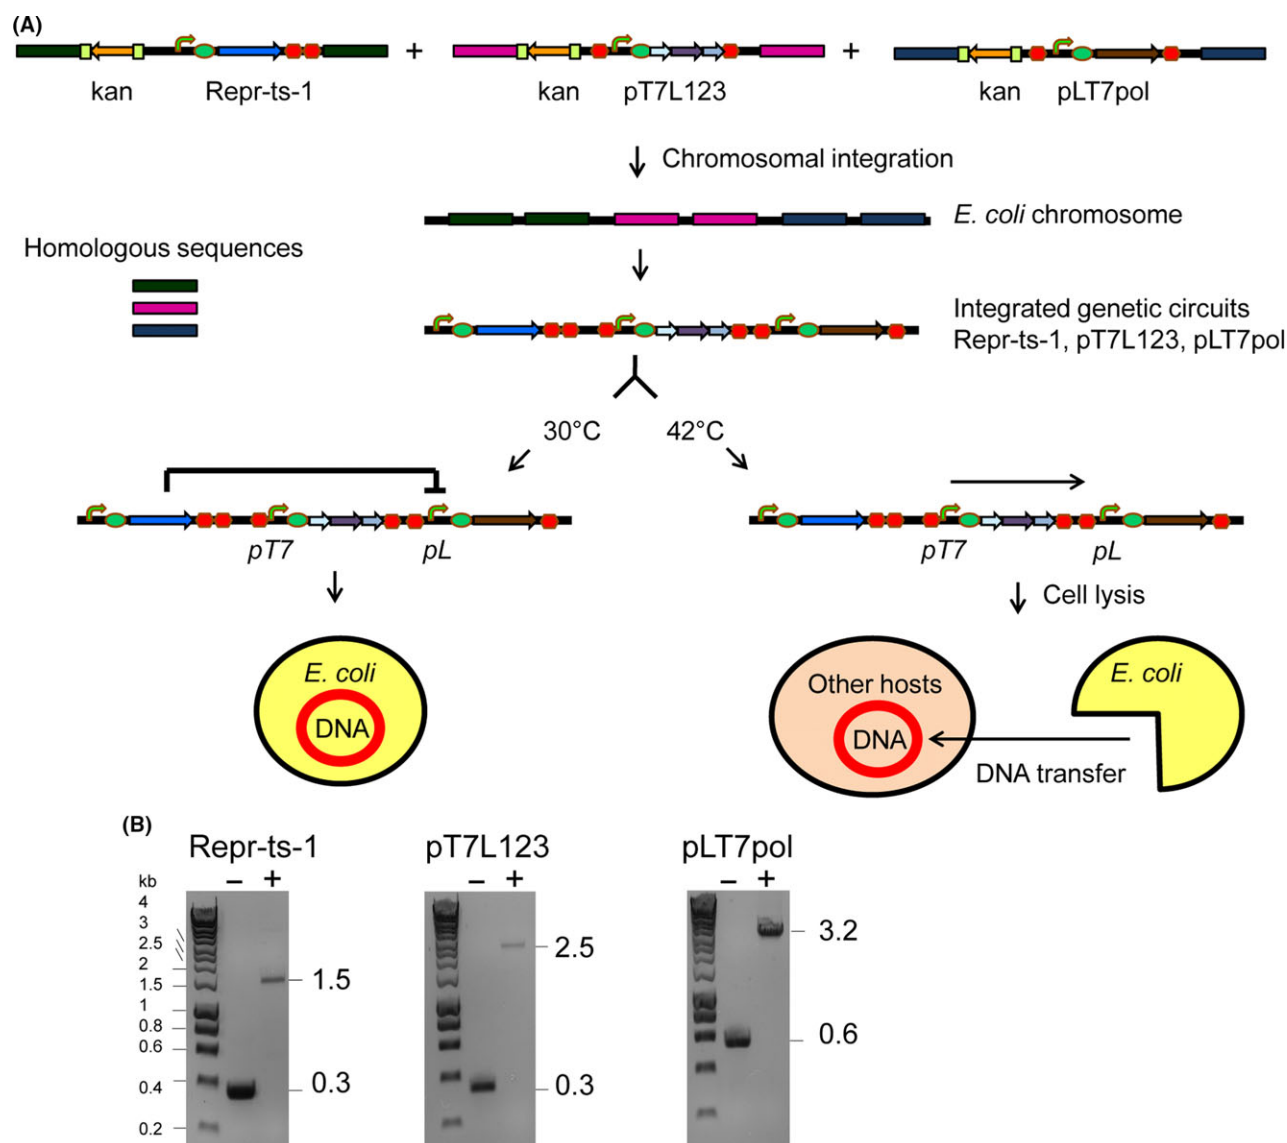 (A)
+
+
kan
Repr-ts-1
kan
pT7L123
kan
pLT7pol
Chromosomal integration
E. coli chromosome
Homologous sequences
Integrated genetic circuits
Repr-ts-1, pT7L123, pLT7pol
30°C
42°C
pT7
pL
pT7
pL
Cell lysis
E. coli
DNA
Other hosts
DNA
E. coli
DNA transfer
(B)
Repr-ts-1
pT7L123
pLT7pol
kb
– +
– +
– +
4
3
2.5
2
1.5
1
0.8
0.6
0.4
0.2
1.5
0.3
2.5
0.3
3.2
0.6